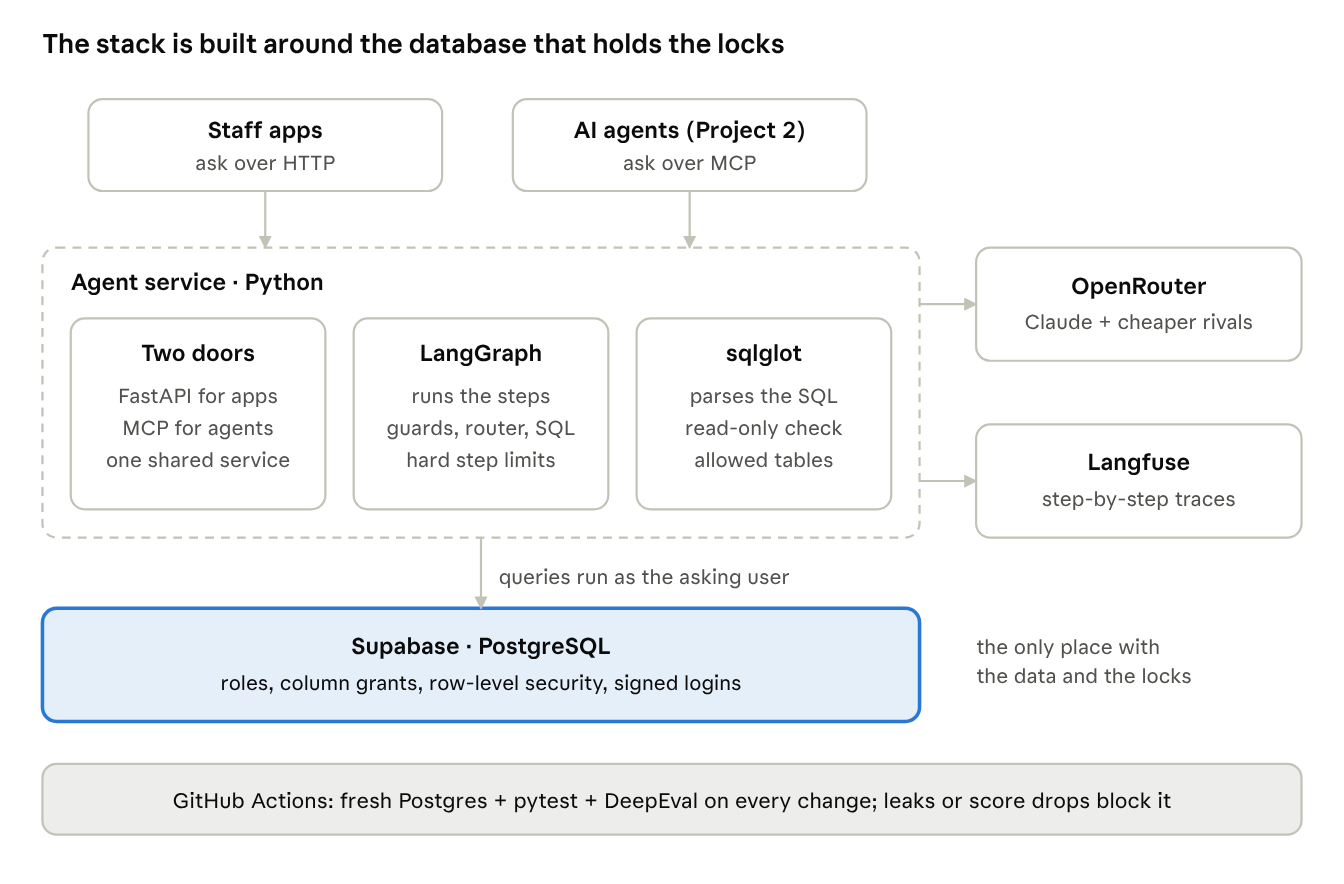 The stack is built around the database that holds the locks
Staff apps
ask over HTTP
AI agents (Project 2)
ask over MCP
Agent service · Python
Two doors
FastAPI for apps
MCP for agents
one shared service
LangGraph
runs the steps
guards, router, SQL
hard step limits
sqlglot
parses the SQL
read-only check
allowed tables
OpenRouter
Claude + cheaper rivals
Langfuse
step-by-step traces
queries run as the asking user
Supabase · PostgreSQL
roles, column grants, row-level security, signed logins
the only place with
the data and the locks
GitHub Actions: fresh Postgres + pytest + DeepEval on every change; leaks or score drops block it